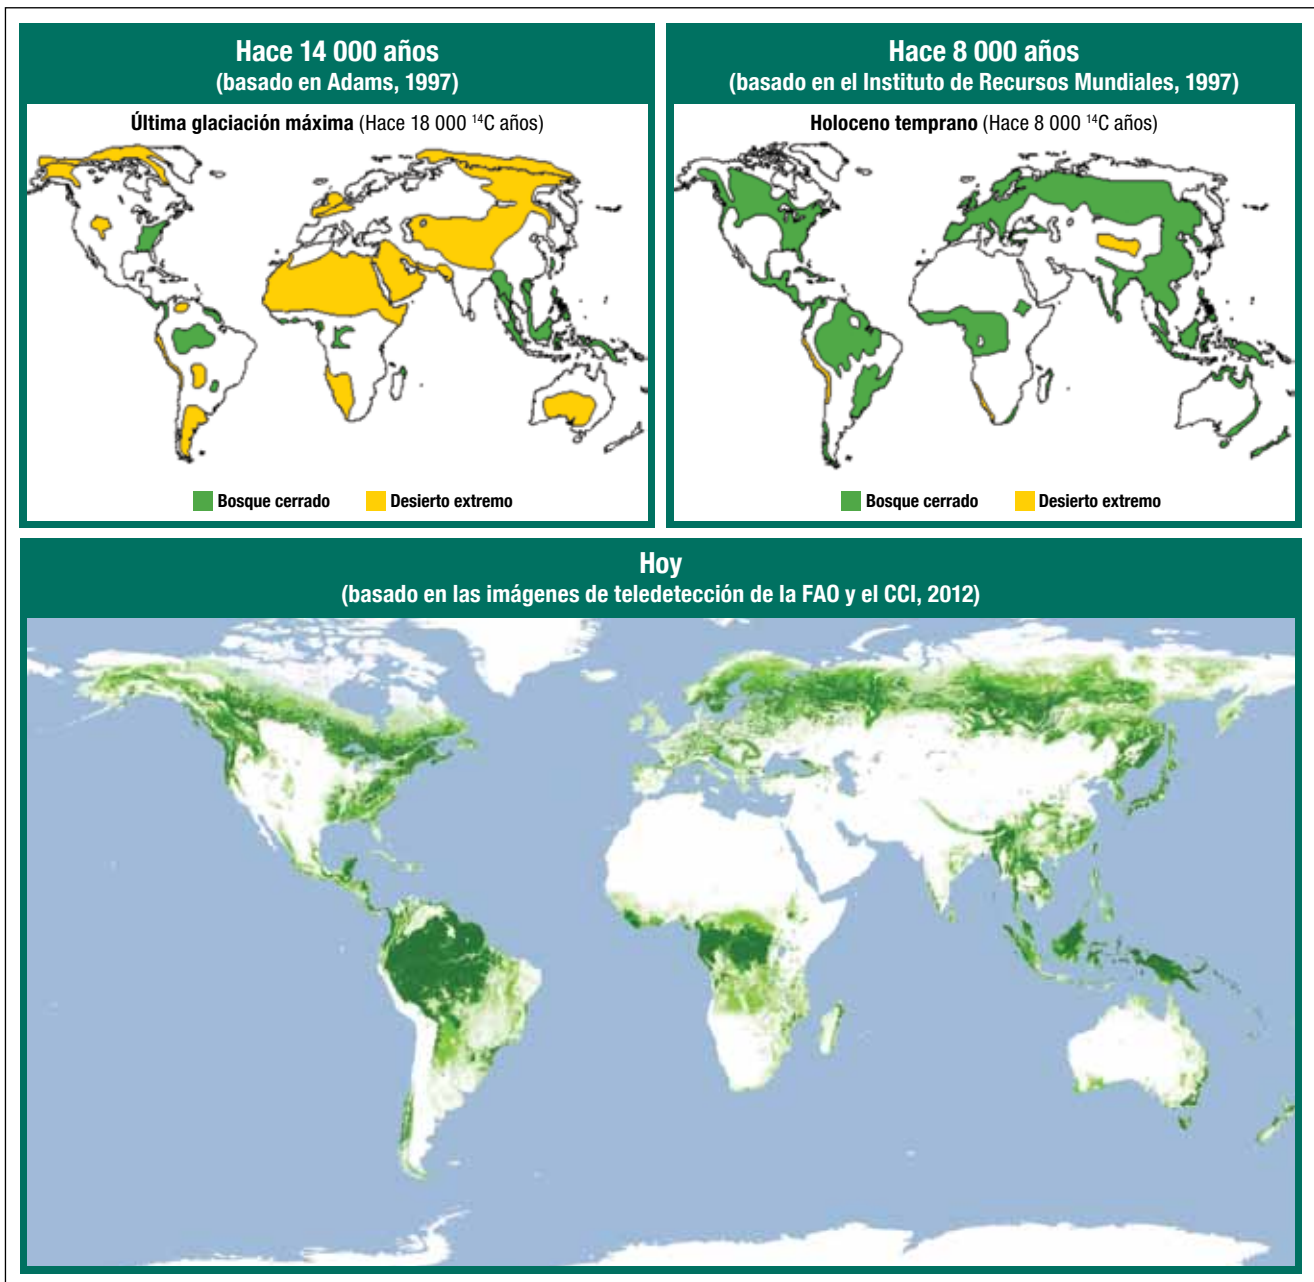 Hace 14 000 años
(basado en Adams, 1997)
Última glaciación máxima (Hace 18 000 ¹⁴C años)
Bosque cerrado
Desierto extremo
Hace 8 000 años
(basado en el Instituto de Recursos Mundiales, 1997)
Holoceno temprano (Hace 8 000 ¹⁴C años)
Bosque cerrado
Desierto extremo
Hoy
(basado en las imágenes de teledetección de la FAO y el CCI, 2012)